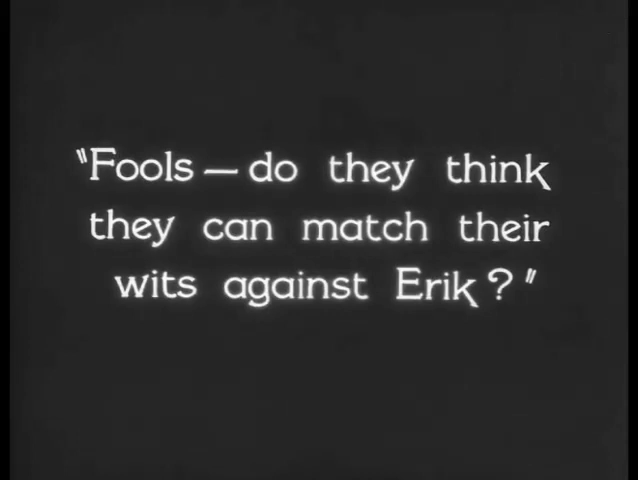 "Fools — do they think
they can match their
wits against Erik?"